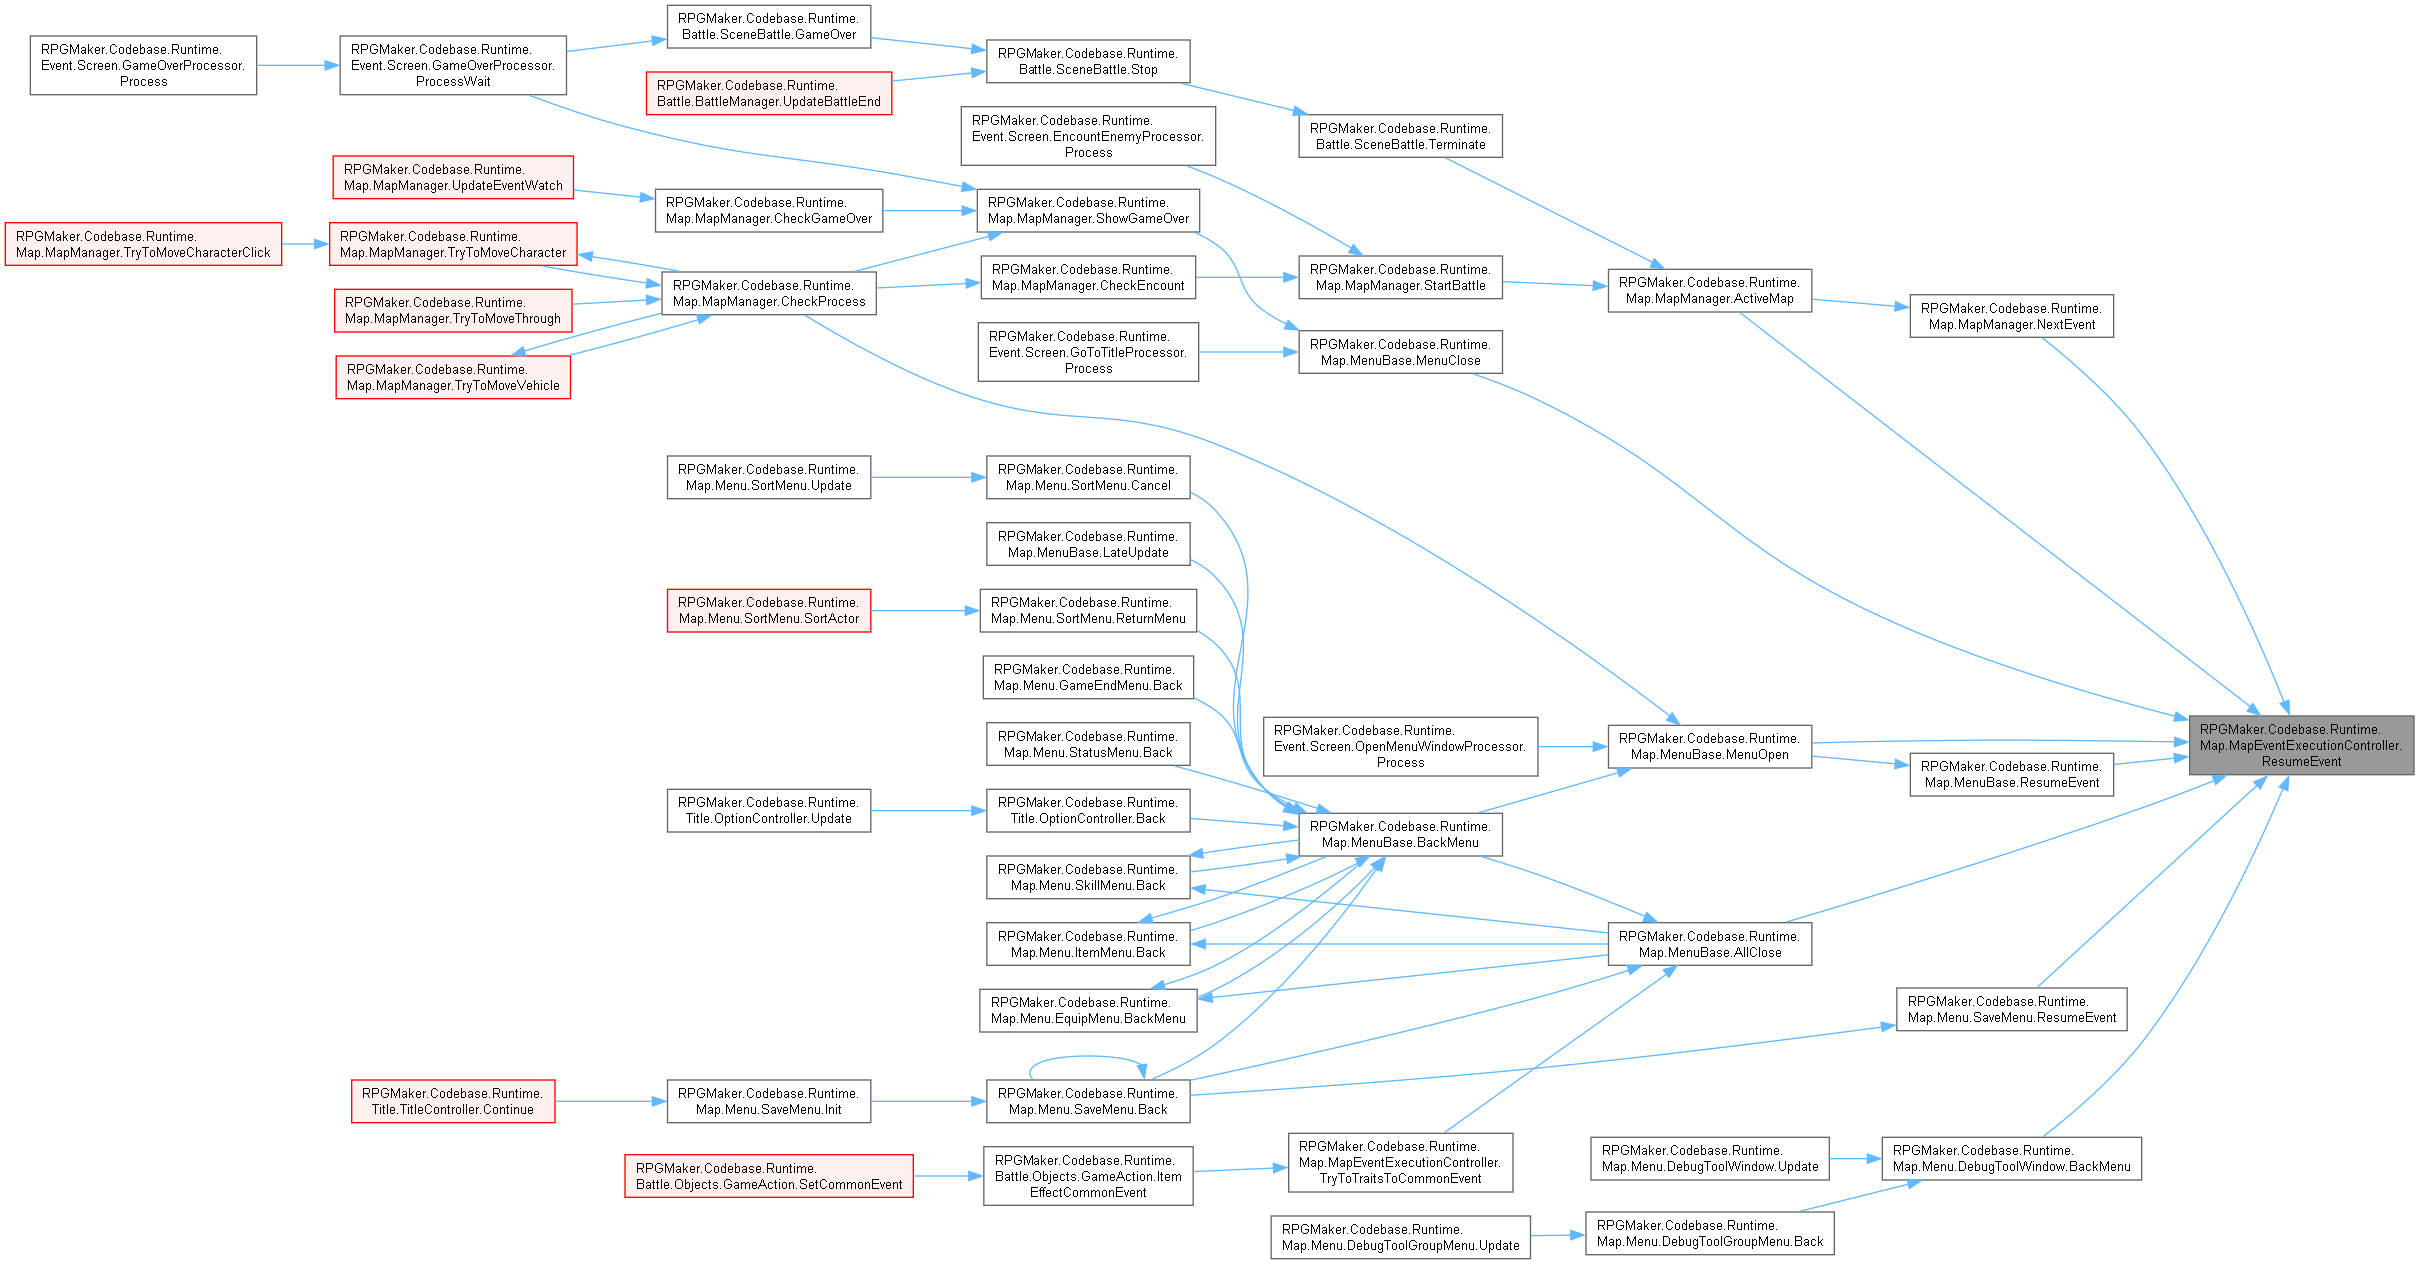 RPGMaker.Codebase.Runtime.
Event.Screen.GameOverProcessor.
Process
RPGMaker.Codebase.Runtime.
Event.Screen.GameOverProcessor.
ProcessWait
RPGMaker.Codebase.Runtime.
Battle.SceneBattle.GameOver
RPGMaker.Codebase.Runtime.
Battle.BattleManager.UpdateBattleEnd
RPGMaker.Codebase.Runtime.
Battle.SceneBattle.Stop
RPGMaker.Codebase.Runtime.
Event.Screen.EncountEnemyProcessor.
Process
RPGMaker.Codebase.Runtime.
Battle.SceneBattle.Terminate
RPGMaker.Codebase.Runtime.
Map.MapManager.UpdateEventWatch
RPGMaker.Codebase.Runtime.
Map.MapManager.CheckGameOver
RPGMaker.Codebase.Runtime.
Map.MapManager.ShowGameOver
RPGMaker.Codebase.Runtime.
Map.MapManager.TryToMoveCharacterClick
RPGMaker.Codebase.Runtime.
Map.MapManager.TryToMoveCharacter
RPGMaker.Codebase.Runtime.
Map.MapManager.CheckProcess
RPGMaker.Codebase.Runtime.
Map.MapManager.CheckEncount
RPGMaker.Codebase.Runtime.
Map.MapManager.StartBattle
RPGMaker.Codebase.Runtime.
Map.MapManager.ActiveMap
RPGMaker.Codebase.Runtime.
Map.MapManager.NextEvent
RPGMaker.Codebase.Runtime.
Map.MapManager.TryToMoveThrough
RPGMaker.Codebase.Runtime.
Event.Screen.GoToTitleProcessor.
Process
RPGMaker.Codebase.Runtime.
Map.MenuBase.MenuClose
RPGMaker.Codebase.Runtime.
Map.MapManager.TryToMoveVehicle
RPGMaker.Codebase.Runtime.
Map.Menu.SortMenu.Update
RPGMaker.Codebase.Runtime.
Map.Menu.SortMenu.Cancel
RPGMaker.Codebase.Runtime.
Map.MenuBase.LateUpdate
RPGMaker.Codebase.Runtime.
Map.Menu.SortMenu.SortActor
RPGMaker.Codebase.Runtime.
Map.Menu.SortMenu.ReturnMenu
RPGMaker.Codebase.Runtime.
Map.Menu.GameEndMenu.Back
RPGMaker.Codebase.Runtime.
Map.Menu.StatusMenu.Back
RPGMaker.Codebase.Runtime.
Event.Screen.OpenMenuWindowProcessor.
Process
RPGMaker.Codebase.Runtime.
Map.MenuBase.MenuOpen
RPGMaker.Codebase.Runtime.
Map.MenuBase.ResumeEvent
RPGMaker.Codebase.Runtime.
Map.MapEventExecutionController.
ResumeEvent
RPGMaker.Codebase.Runtime.
Title.OptionController.Update
RPGMaker.Codebase.Runtime.
Title.OptionController.Back
RPGMaker.Codebase.Runtime.
Map.MenuBase.BackMenu
RPGMaker.Codebase.Runtime.
Map.Menu.SkillMenu.Back
RPGMaker.Codebase.Runtime.
Map.Menu.ItemMenu.Back
RPGMaker.Codebase.Runtime.
Map.MenuBase.AllClose
RPGMaker.Codebase.Runtime.
Map.Menu.EquipMenu.BackMenu
RPGMaker.Codebase.Runtime.
Map.Menu.SaveMenu.ResumeEvent
RPGMaker.Codebase.Runtime.
Title.TitleController.Continue
RPGMaker.Codebase.Runtime.
Map.Menu.SaveMenu.Init
RPGMaker.Codebase.Runtime.
Map.Menu.SaveMenu.Back
RPGMaker.Codebase.Runtime.
Battle.Objects.GameAction.SetCommonEvent
RPGMaker.Codebase.Runtime.
Battle.Objects.GameAction.Item
EffectCommonEvent
RPGMaker.Codebase.Runtime.
Map.MapEventExecutionController.
TryToTraitsToCommonEvent
RPGMaker.Codebase.Runtime.
Map.Menu.DebugToolWindow.Update
RPGMaker.Codebase.Runtime.
Map.Menu.DebugToolWindow.BackMenu
RPGMaker.Codebase.Runtime.
Map.Menu.DebugToolGroupMenu.Update
RPGMaker.Codebase.Runtime.
Map.Menu.DebugToolGroupMenu.Back